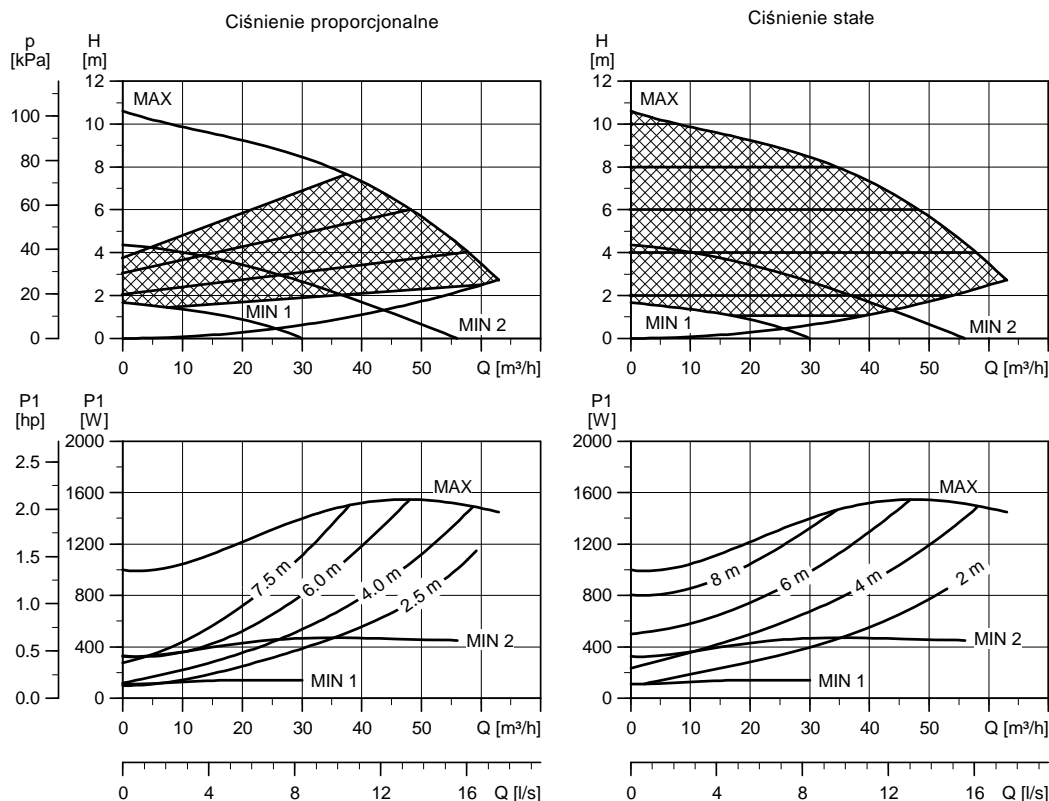 Ciśnienie proporcjonalne
Ciśnienie stałe
p
[kPa]
H
[m]
H
[m]
12
10
8
6
4
2
0
100
80
60
40
20
0
MAX
MIN 1
MIN 2
0 10 20 30 40 50 Q [m³/h]
12
10
8
6
4
2
0
MAX
MIN 1
MIN 2
0 10 20 30 40 50 Q [m³/h]
P1
[hp]
P1
[W]
P1
[W]
2.5
2.0
1.5
1.0
0.5
0.0
2000
1600
1200
800
400
0
MAX
7.5 m
6.0 m
4.0 m
2.5 m
MIN 2
MIN 1
0 10 20 30 40 50 Q [m³/h]
0 4 8 12 16 Q [l/s]
2000
1600
1200
800
400
0
MAX
8 m
6 m
4 m
2 m
MIN 2
MIN 1
0 10 20 30 40 50 Q [m³/h]
0 4 8 12 16 Q [l/s]